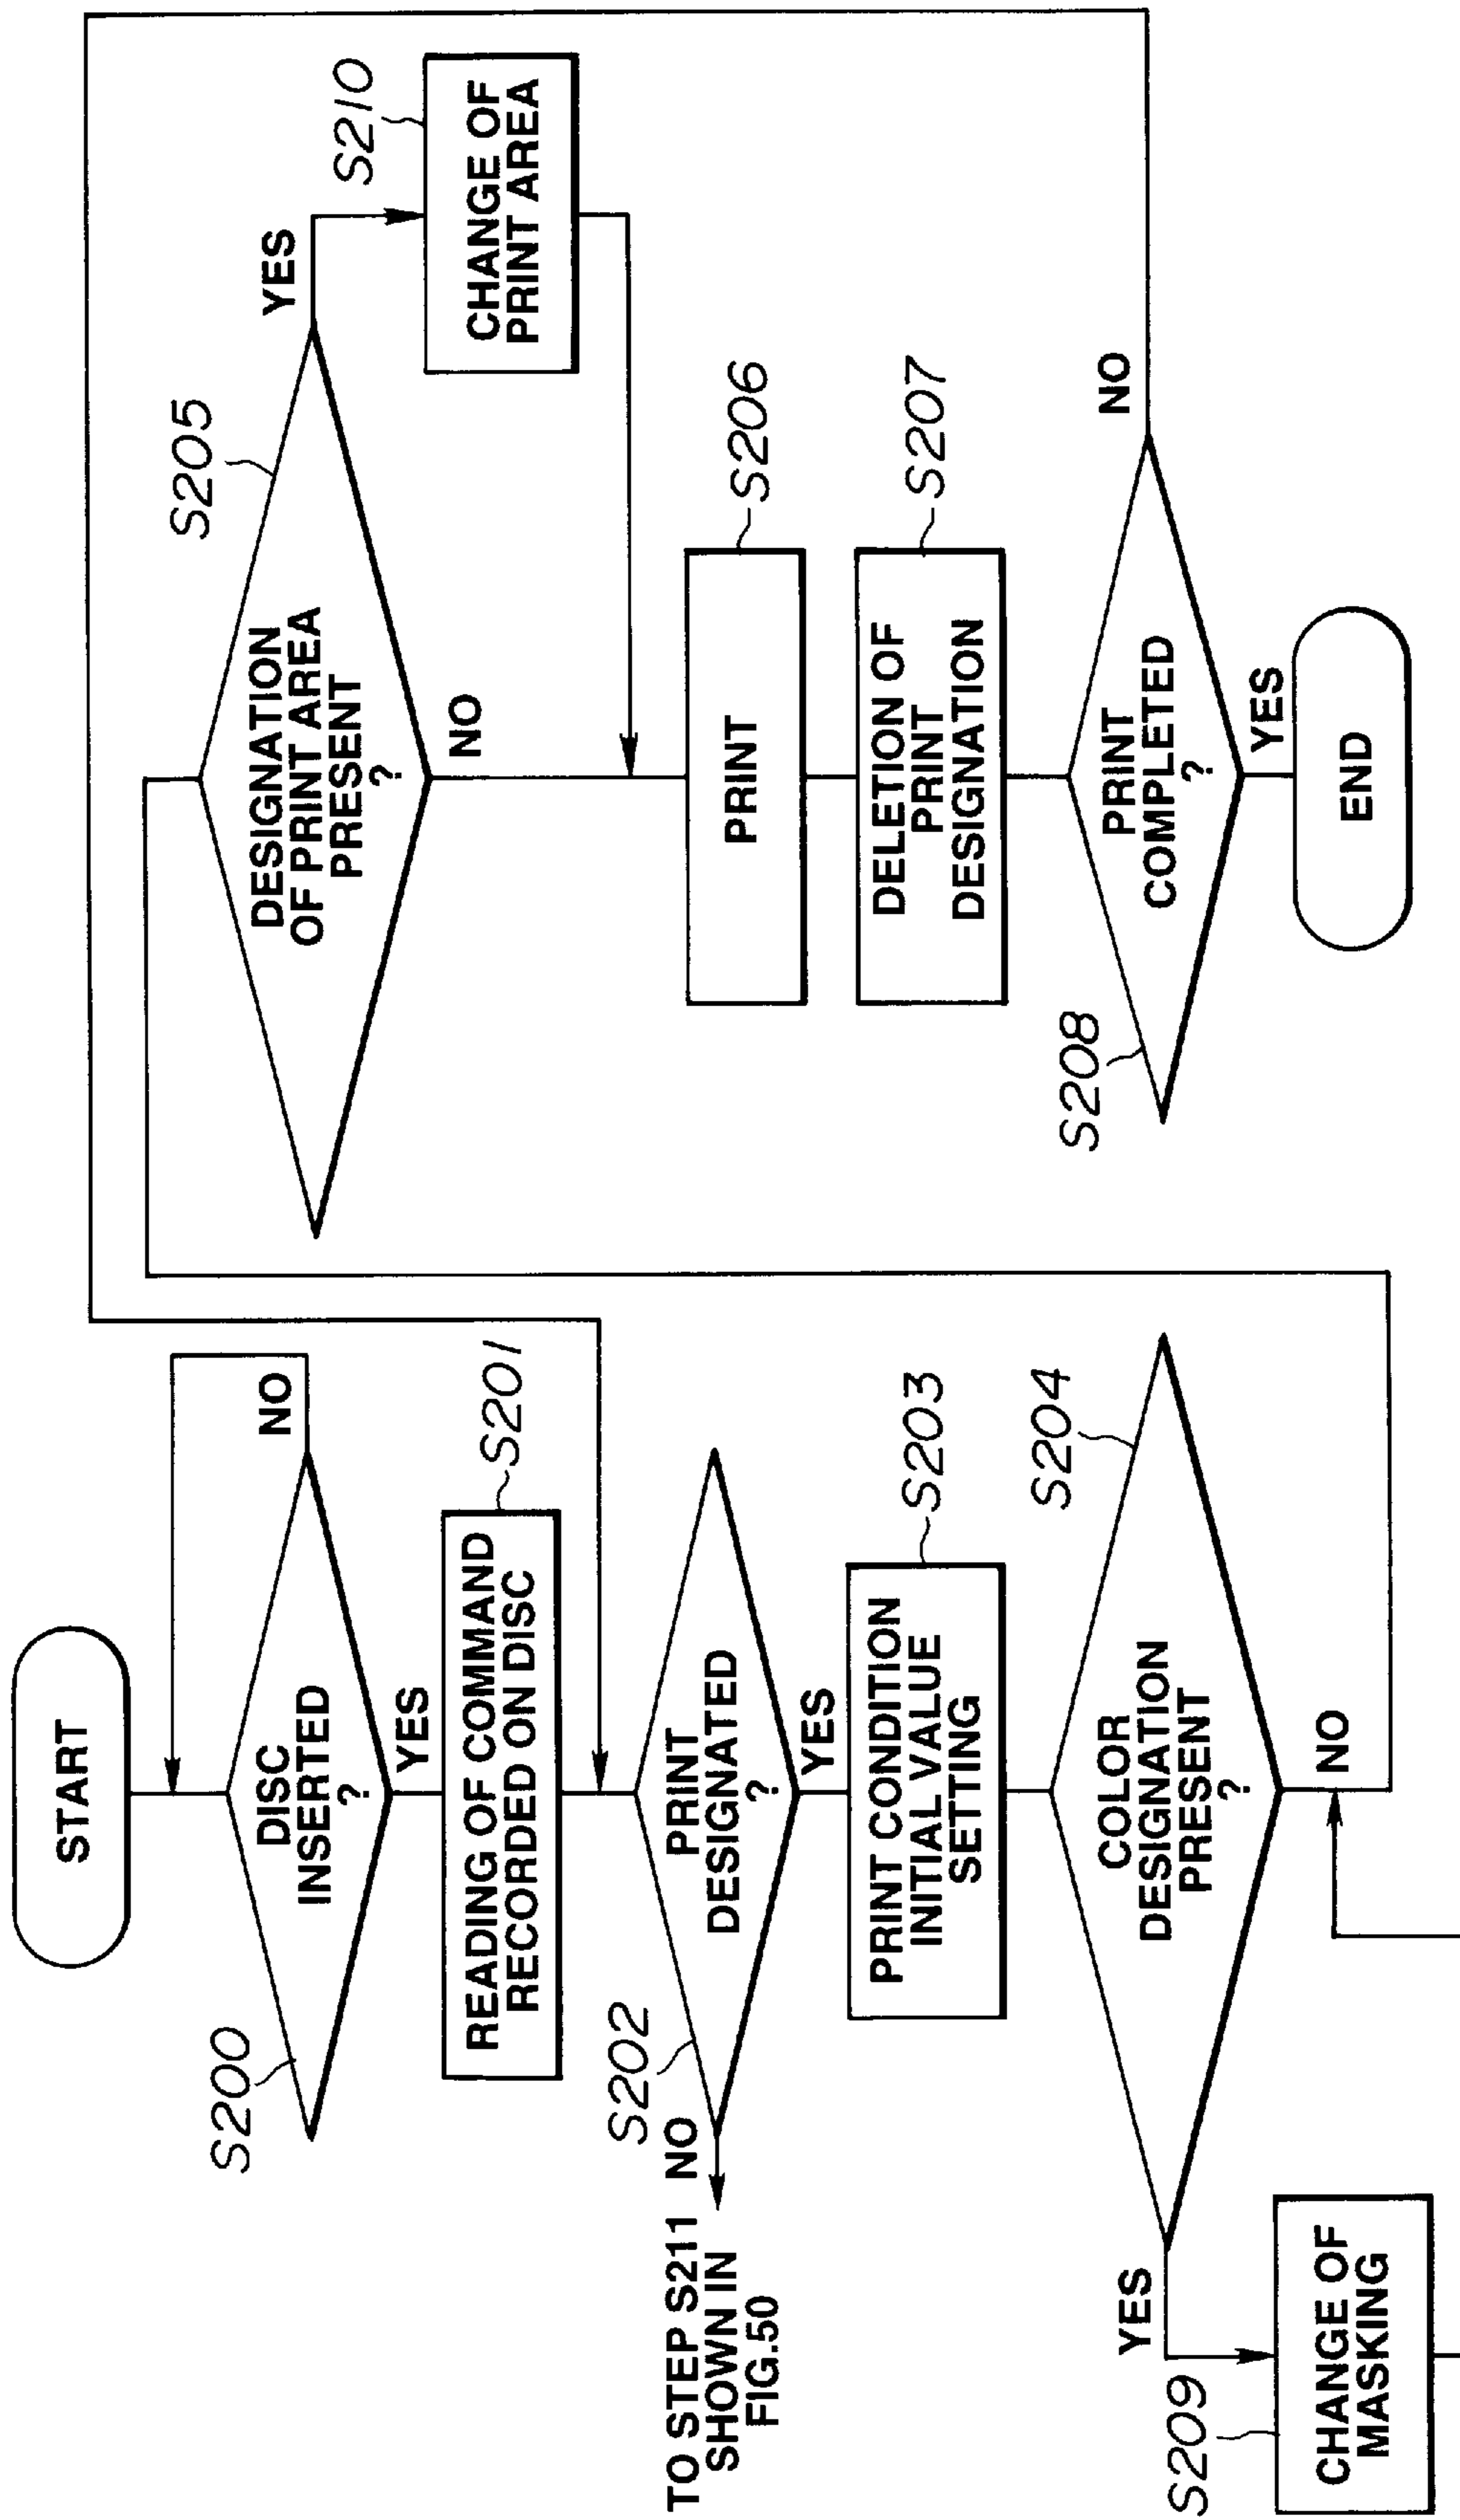 START
S200
DISC
INSERTED
?
NO
YES
READING OF COMMAND
RECORDED ON DISC
S201
S202
PRINT
DESIGNATED
?
NO
TO STEP S211
SHOWN IN
FIG.50
YES
PRINT CONDITION
INITIAL VALUE
SETTING
S203
S204
COLOR
DESIGNATION
PRESENT
?
YES
NO
S209
CHANGE OF
MASKING
S205
DESIGNATION
OF PRINT AREA
PRESENT
?
YES
S210
CHANGE OF
PRINT AREA
NO
PRINT
S206
DELETION OF
PRINT
DESIGNATION
S207
S208
PRINT
COMPLETED
?
NO
YES
END